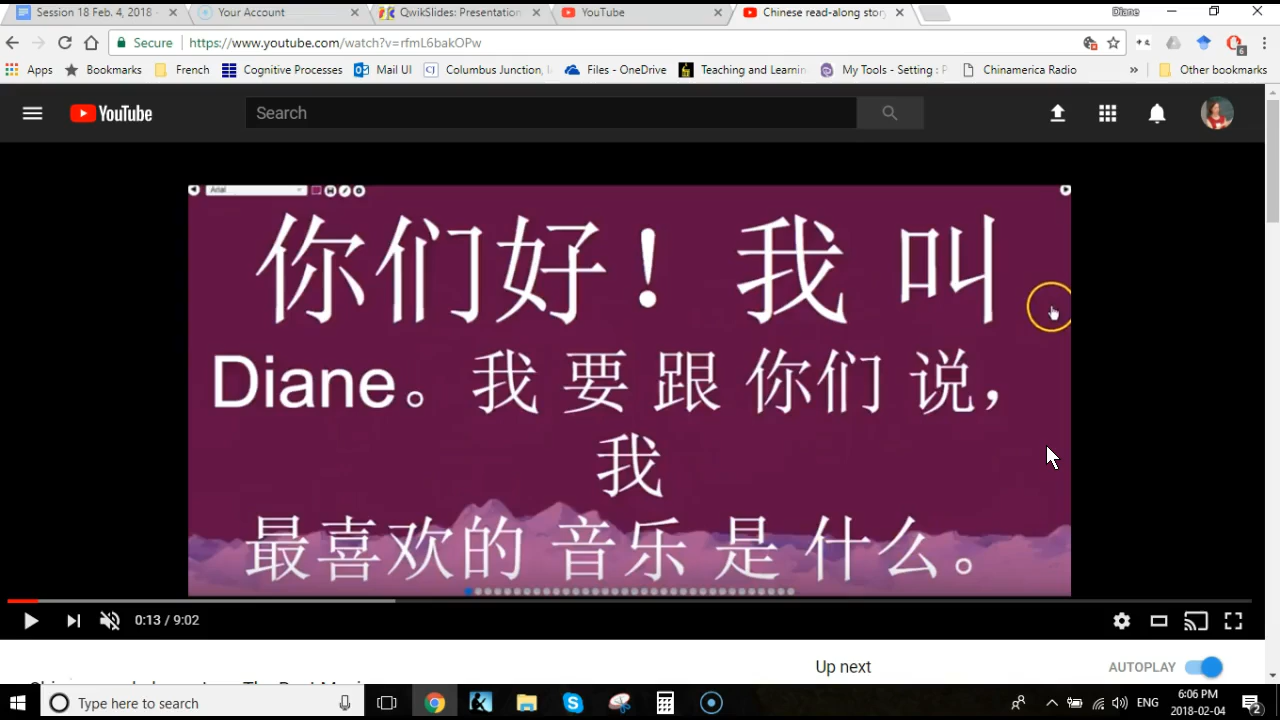 Session 18 Feb. 4, 2018 -
Your Account
QwikSlides: Presentation
YouTube
Chinese read-along story
Diane
Secure
https://www.youtube.com/watch?v=rfmL6bakOPw
Apps
Bookmarks
French
Cognitive Processes
Mail UI
Columbus Junction,
Files - OneDrive
Teaching and Learnin
My Tools - Setting : P
Chinamerica Radio
Other bookmarks
YouTube
Search
Arial
你们好！我 叫
Diane。我 要 跟 你们 说，
我
最喜欢的 音乐 是 什么。
0:13 / 9:02
Up next
AUTOPLAY
Type here to search
ENG
6:06 PM
2018-02-04
2